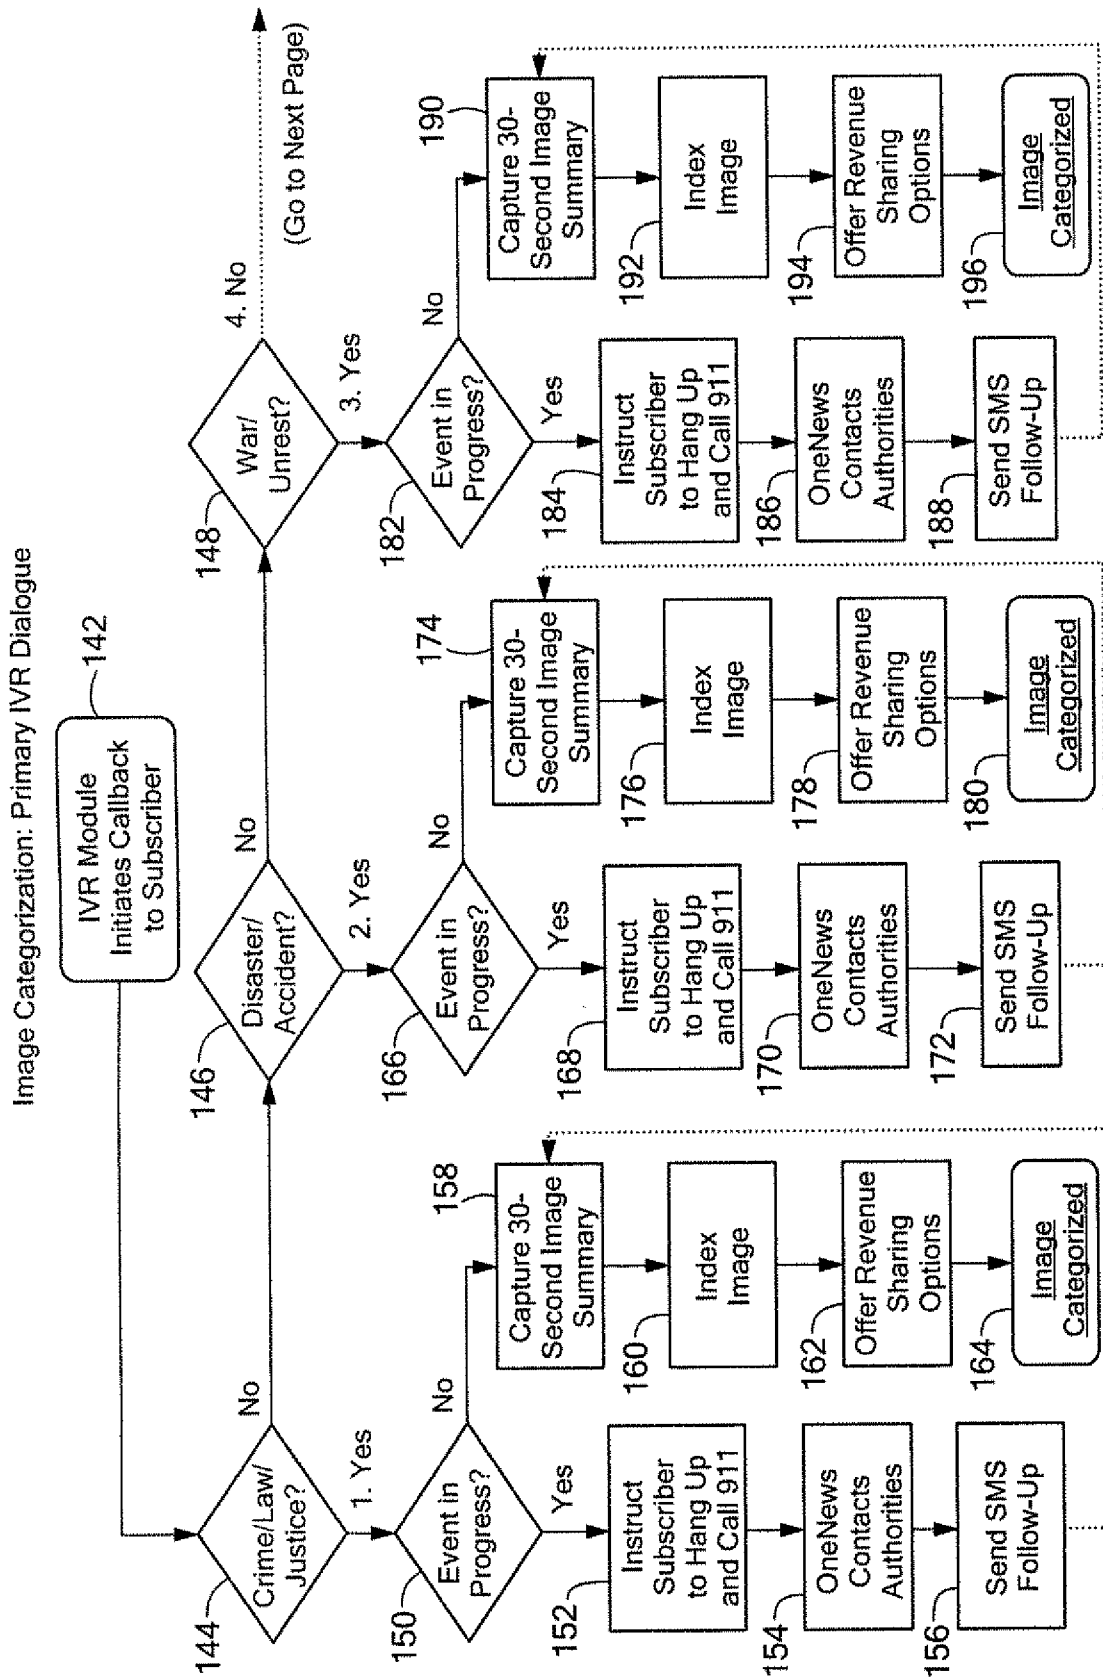 Image Categorization: Primary IVR Dialogue
IVR Module
Initiates Callback
to Subscriber
142
Crime/Law/
Justice?
144
No
1. Yes
Disaster/
Accident?
146
No
2. Yes
War/
Unrest?
148
4. No
(Go to Next Page)
3. Yes
Event in
Progress?
150
No
Yes
Instruct
Subscriber
to Hang Up
and Call 911
152
OneNews
Contacts
Authorities
154
Send SMS
Follow-Up
156
Capture 30-
Second Image
Summary
158
Index
Image
160
Offer Revenue
Sharing
Options
162
Image
Categorized
164
Event in
Progress?
166
No
Yes
Instruct
Subscriber
to Hang Up
and Call 911
168
OneNews
Contacts
Authorities
170
Send SMS
Follow-Up
172
Capture 30-
Second Image
Summary
174
Index
Image
176
Offer Revenue
Sharing
Options
178
Image
Categorized
180
Event in
Progress?
182
No
Yes
Instruct
Subscriber
to Hang Up
and Call 911
184
OneNews
Contacts
Authorities
186
Send SMS
Follow-Up
188
Capture 30-
Second Image
Summary
190
Index
Image
192
Offer Revenue
Sharing
Options
194
Image
Categorized
196